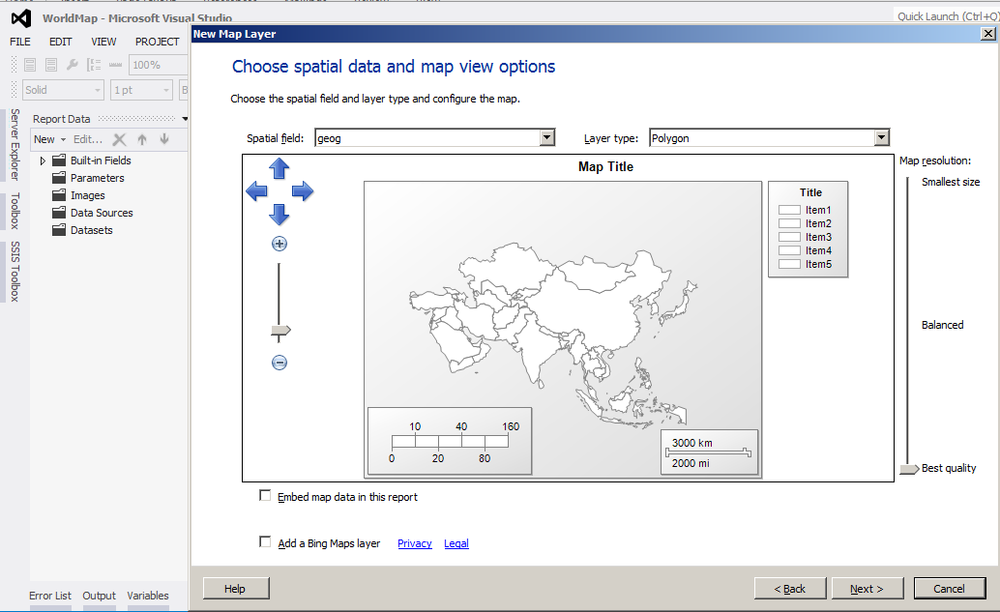 WorldMap - Microsoft Visual Studio
Quick Launch (Ctrl+Q)
FILE EDIT VIEW PROJECT
100%
Solid 1 pt B
Server Explorer
Toolbox
SSIS Toolbox
Report Data
New Edit...
Built-in Fields
Parameters
Images
Data Sources
Datasets
Error List Output Variables
New Map Layer
Choose spatial data and map view options
Choose the spatial field and layer type and configure the map.
Spatial field: geog Layer type: Polygon
Map Title
Title
Item1
Item2
Item3
Item4
Item5
10 40 160
0 20 80
3000 km
2000 mi
Map resolution:
Smallest size
Balanced
Best quality
Embed map data in this report
Add a Bing Maps layer Privacy Legal
Help < Back Next > Cancel